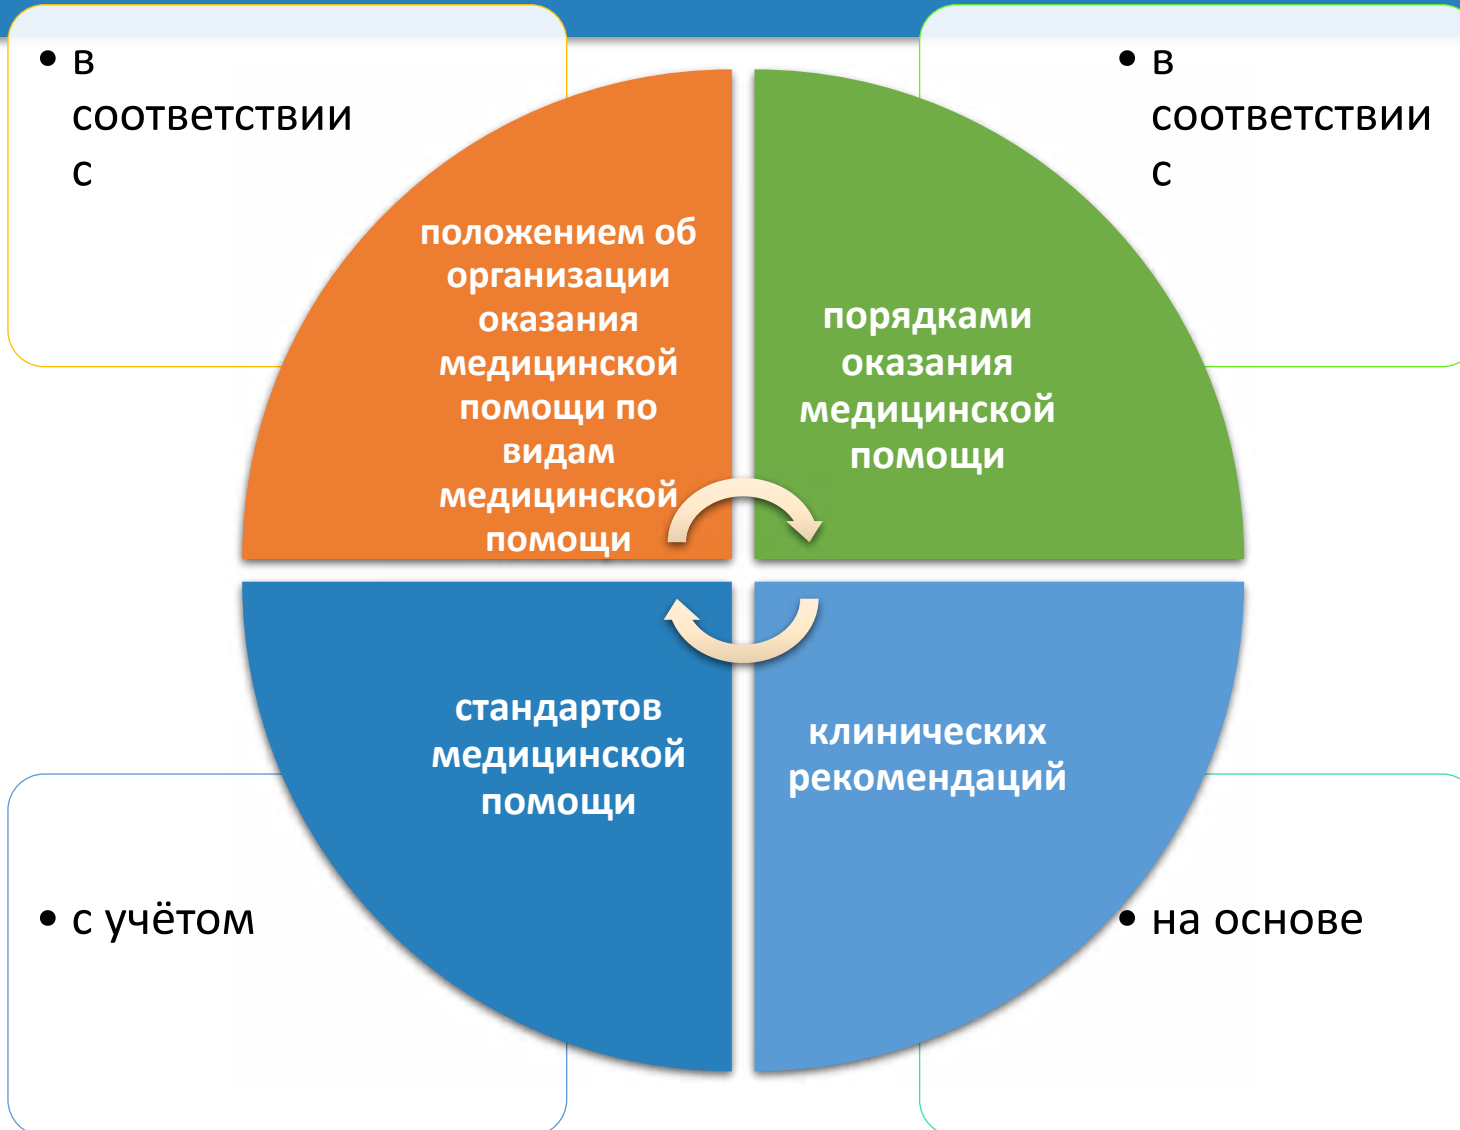 • в
соответствии
с
положением об
организации
оказания
медицинской
помощи по
видам
медицинской
помощи
• в
соответствии
с
порядками
оказания
медицинской
помощи
• с учётом
стандартов
медицинской
помощи
• на основе
клинических
рекомендаций